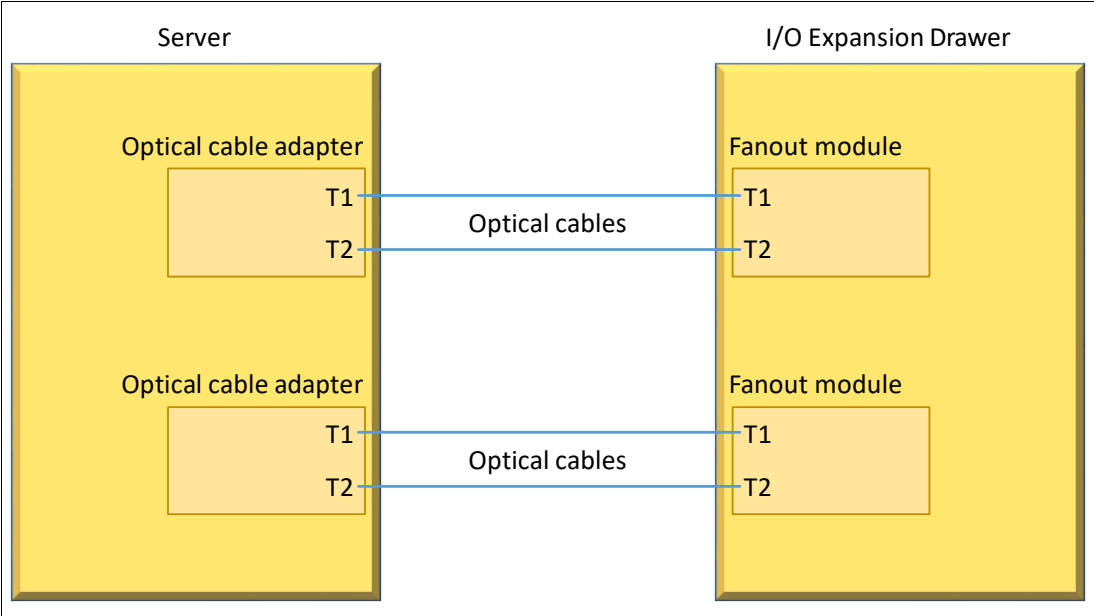 Server
I/O Expansion Drawer
Optical cable adapter
Fanout module
T1
T1
Optical cables
T2
T2
Optical cable adapter
Fanout module
T1
T1
Optical cables
T2
T2